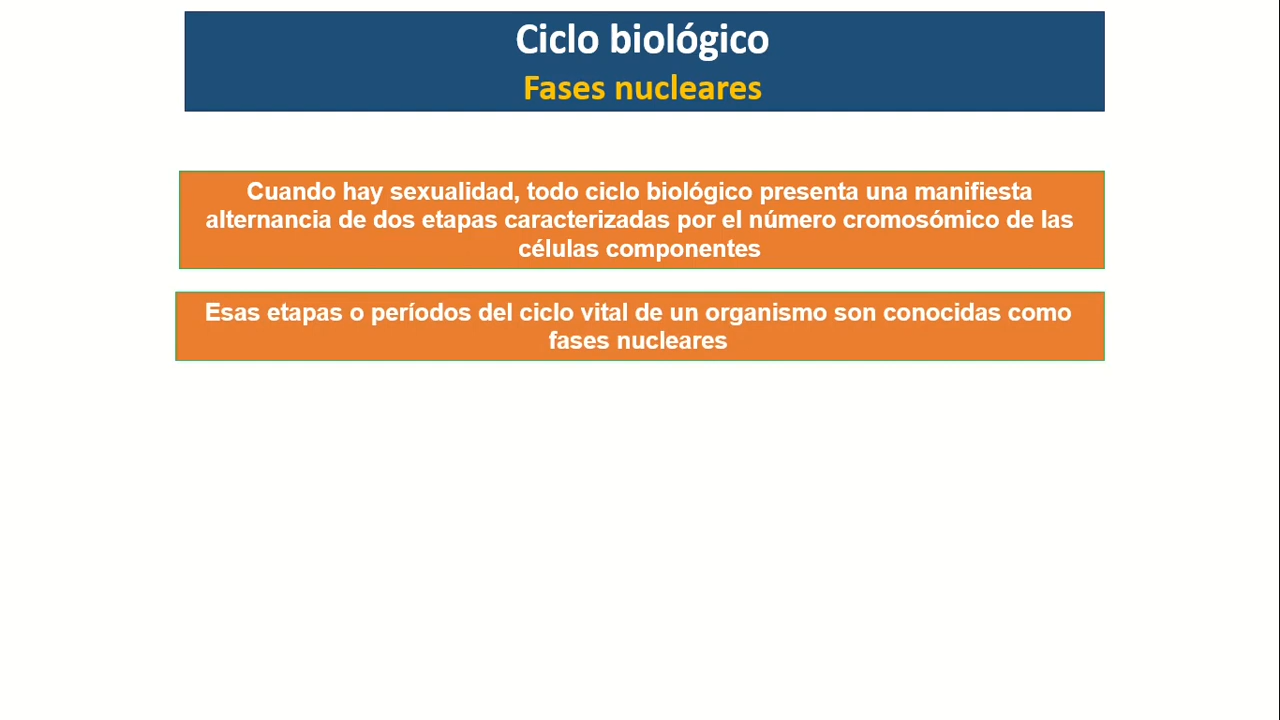 Ciclo biológico
Fases nucleares
Cuando hay sexualidad, todo ciclo biológico presenta una manifiesta
alternancia de dos etapas caracterizadas por el número cromosómico de las
células componentes
Esas etapas o períodos del ciclo vital de un organismo son conocidas como
fases nucleares